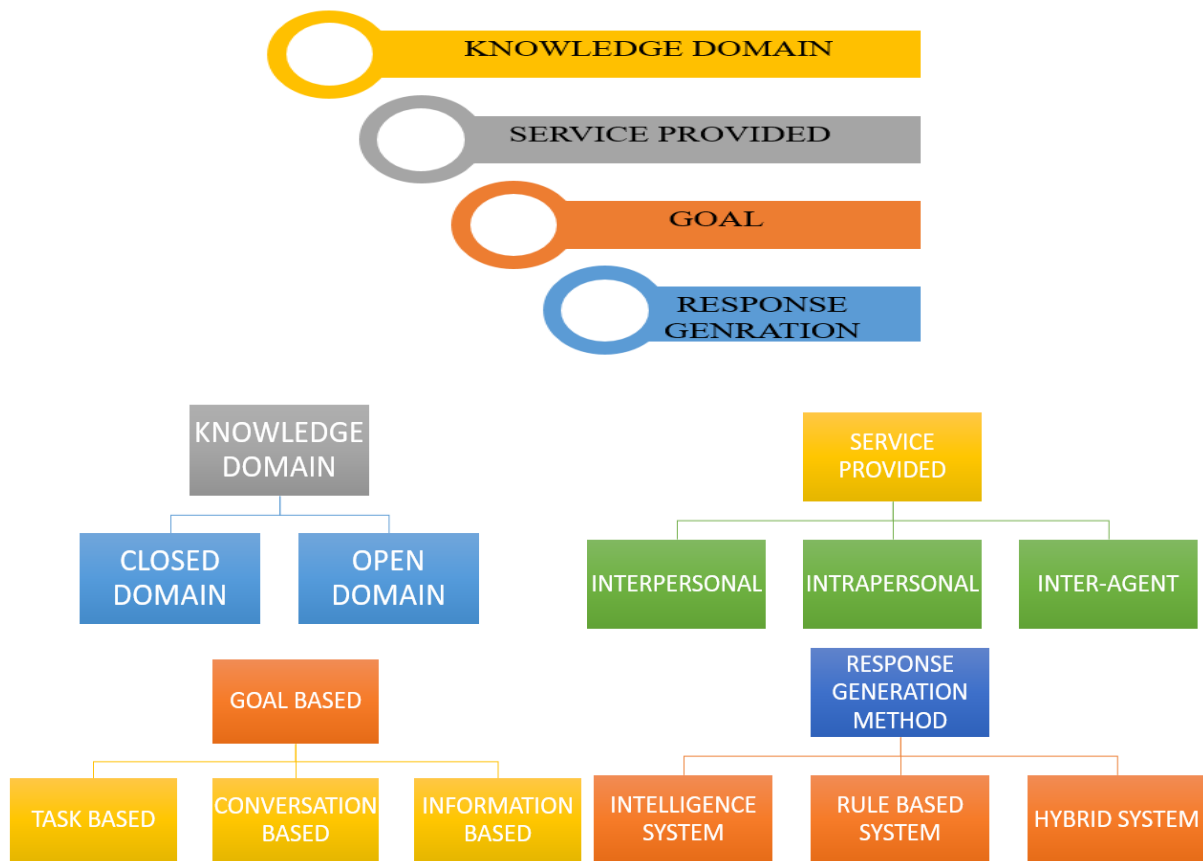 KNOWLEDGE DOMAIN
SERVICE PROVIDED
GOAL
RESPONSE
GENRATION
KNOWLEDGE
DOMAIN
CLOSED
DOMAIN
OPEN
DOMAIN
SERVICE
PROVIDED
INTERPERSONAL
INTRAPERSONAL
INTER-AGENT
GOAL BASED
TASK BASED
CONVERSATION
BASED
INFORMATION
BASED
RESPONSE
GENERATION
METHOD
INTELLIGENCE
SYSTEM
RULE BASED
SYSTEM
HYBRID SYSTEM